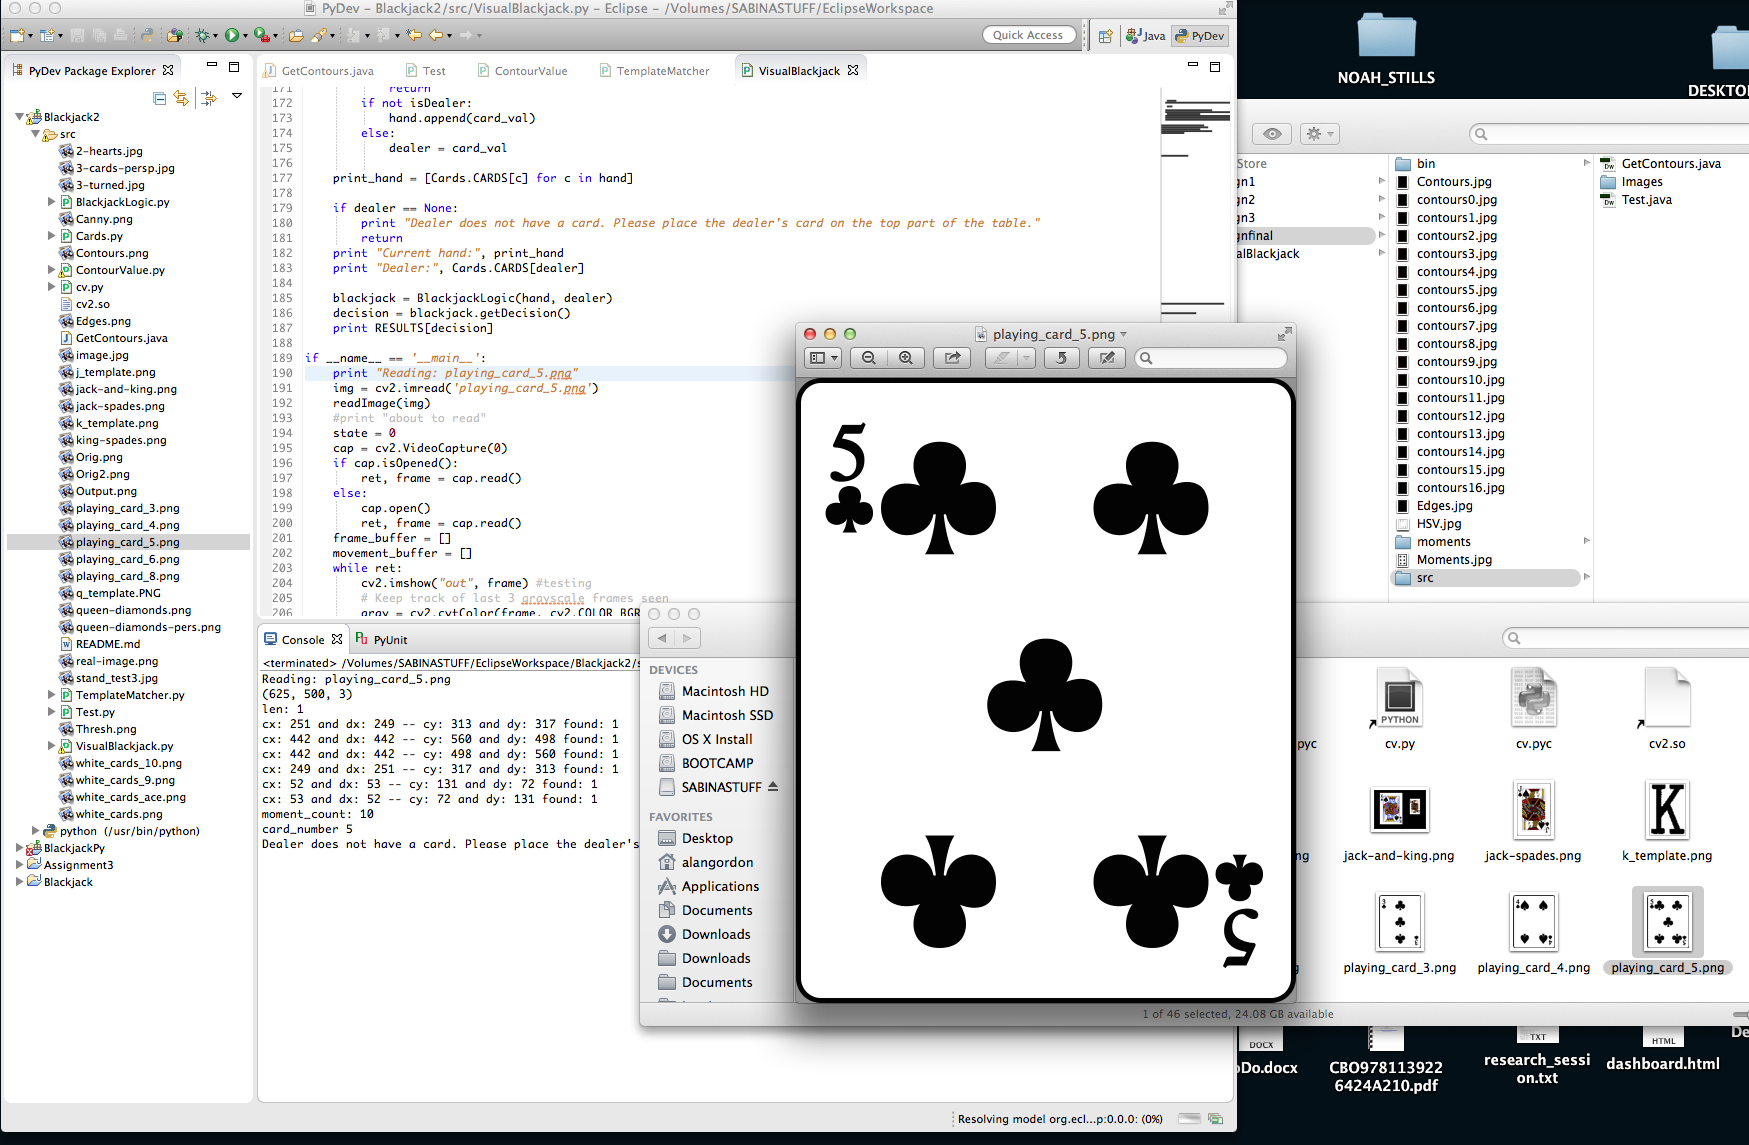 PyDev – Blackjack2/src/VisualBlackjack.py – Eclipse – /Volumes/SABINASTUFF/EclipseWorkspace
Quick Access
Java
PyDev
PyDev Package Explorer
Blackjack2
src
2-hearts.jpg
3-cards-persp.jpg
3-turned.jpg
BlackjackLogic.py
Canny.png
Cards.py
Contours.png
ContourValue.py
cv.py
cv2.so
Edges.png
GetContours.java
image.jpg
j_template.png
jack-and-king.png
jack-spades.png
k_template.png
king-spades.png
Orig.png
Orig2.png
Output.png
playing_card_3.png
playing_card_4.png
playing_card_5.png
playing_card_6.png
playing_card_8.png
q_template.PNG
queen-diamonds.png
queen-diamonds-pers.png
README.md
real-image.png
stand_test3.jpg
TemplateMatcher.py
Test.py
Thresh.png
VisualBlackjack.py
white_cards_10.png
white_cards_9.png
white_cards_ace.png
white_cards.png
python (/usr/bin/python)
BlackjackPy
Assignment3
Blackjack
GetContours.java
Test
ContourValue
TemplateMatcher
VisualBlackjack
171 return
172 if not isDealer:
173 hand.append(card_val)
174 else:
175 dealer = card_val
176
177 print_hand = [Cards.CARDS[c] for c in hand]
178
179 if dealer == None:
180 print "Dealer does not have a card. Please place the dealer's card on the top part of the table."
181 return
182 print "Current hand:", print_hand
183 print "Dealer:", Cards.CARDS[dealer]
184
185 blackjack = BlackjackLogic(hand, dealer)
186 decision = blackjack.getDecision()
187 print RESULTS[decision]
188
189 if __name__ == '__main__':
190 print "Reading: playing_card_5.png"
191 img = cv2.imread('playing_card_5.png')
192 readImage(img)
193 #print "about to read"
194 state = 0
195 cap = cv2.VideoCapture(0)
196 if cap.isOpened():
197 ret, frame = cap.read()
198 else:
199 cap.open()
200 ret, frame = cap.read()
201 frame_buffer = []
202 movement_buffer = []
203 while ret:
204 cv2.imshow("out", frame) #testing
205 # Keep track of last 3 grayscale frames seen
206 gray = cv2.cvtColor(frame, cv2.COLOR_BGR
Console
PyUnit
<terminated> /Volumes/SABINASTUFF/EclipseWorkspace/Blackjack2/s
Reading: playing_card_5.png
(625, 500, 3)
len: 1
cx: 251 and dx: 249 -- cy: 313 and dy: 317 found: 1
cx: 442 and dx: 442 -- cy: 560 and dy: 498 found: 1
cx: 442 and dx: 442 -- cy: 498 and dy: 560 found: 1
cx: 249 and dx: 251 -- cy: 317 and dy: 313 found: 1
cx: 52 and dx: 53 -- cy: 131 and dy: 72 found: 1
cx: 53 and dx: 52 -- cy: 72 and dy: 131 found: 1
moment_count: 10
card_number 5
Dealer does not have a card. Please place the dealer's
Resolving model org.ecl...p:0.0.0: (0%)
playing_card_5.png
5
5
DEVICES
Macintosh HD
Macintosh SSD
OS X Install
BOOTCAMP
SABINASTUFF
FAVORITES
Desktop
alangordon
Applications
Documents
Downloads
Downloads
Documents
1 of 46 selected, 24.08 GB available
NOAH_STILLS
DESKTO
Store
gn1
gn2
gn3
gnfinal
alBlackjack
bin
Contours.jpg
contours0.jpg
contours1.jpg
contours2.jpg
contours3.jpg
contours4.jpg
contours5.jpg
contours6.jpg
contours7.jpg
contours8.jpg
contours9.jpg
contours10.jpg
contours11.jpg
contours12.jpg
contours13.jpg
contours14.jpg
contours15.jpg
contours16.jpg
Edges.jpg
HSV.jpg
moments
Moments.jpg
src
GetContours.java
Images
Test.java
PYTHON
pyc
cv.py
cv.pyc
cv2.so
K
ng
jack-and-king.png
jack-spades.png
k_template.png
playing_card_3.png
playing_card_4.png
playing_card_5.png
DOCX
TXT
HTML
oDo.docx
CBO978113922
6424A210.pdf
research_sessi
on.txt
dashboard.html
De